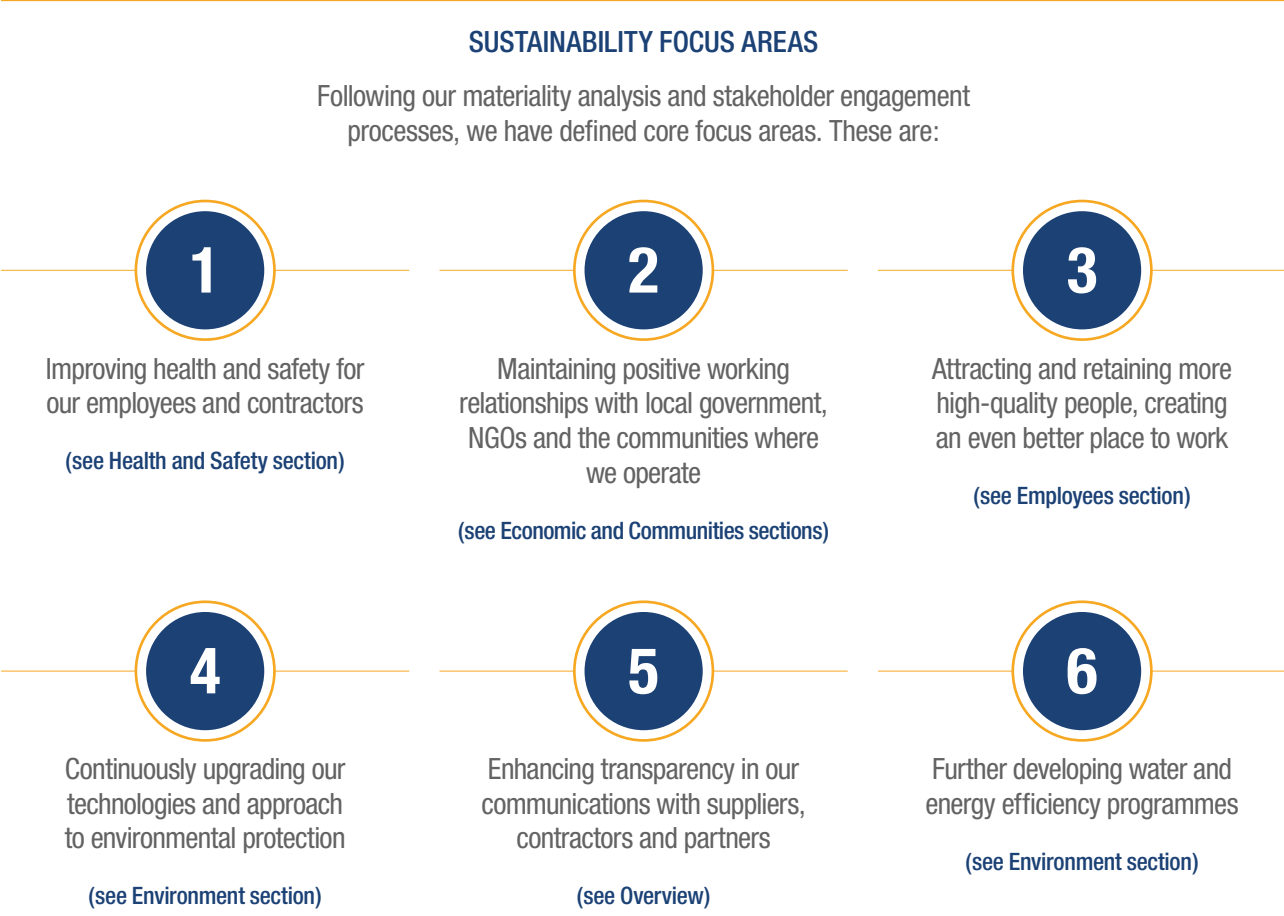 SUSTAINABILITY FOCUS AREAS
Following our materiality analysis and stakeholder engagement
processes, we have defined core focus areas. These are:
1
Improving health and safety for
our employees and contractors
(see Health and Safety section)
2
Maintaining positive working
relationships with local government,
NGOs and the communities where
we operate
(see Economic and Communities sections)
3
Attracting and retaining more
high-quality people, creating
an even better place to work
(see Employees section)
4
Continuously upgrading our
technologies and approach
to environmental protection
(see Environment section)
5
Enhancing transparency in our
communications with suppliers,
contractors and partners
(see Overview)
6
Further developing water and
energy efficiency programmes
(see Environment section)